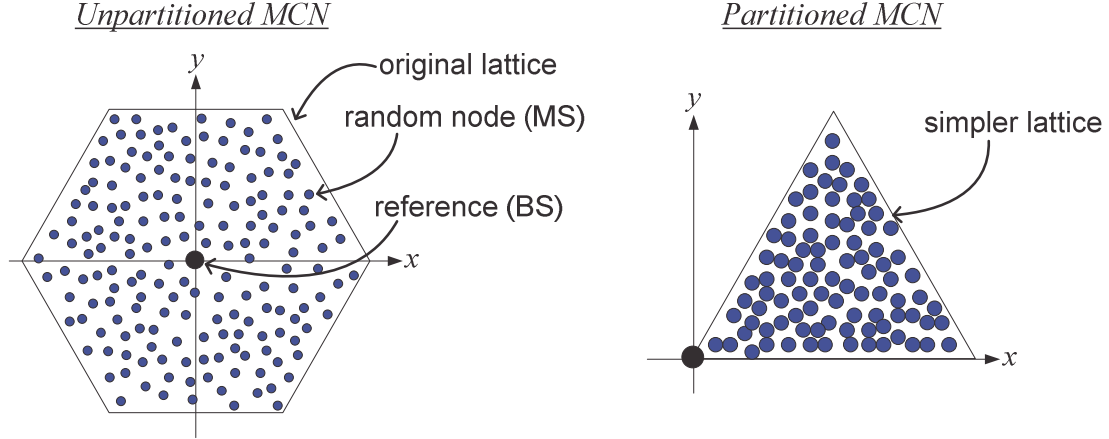 Unpartitioned MCN
y
original lattice
random node (MS)
reference (BS)
x
Partitioned MCN
y
simpler lattice
x